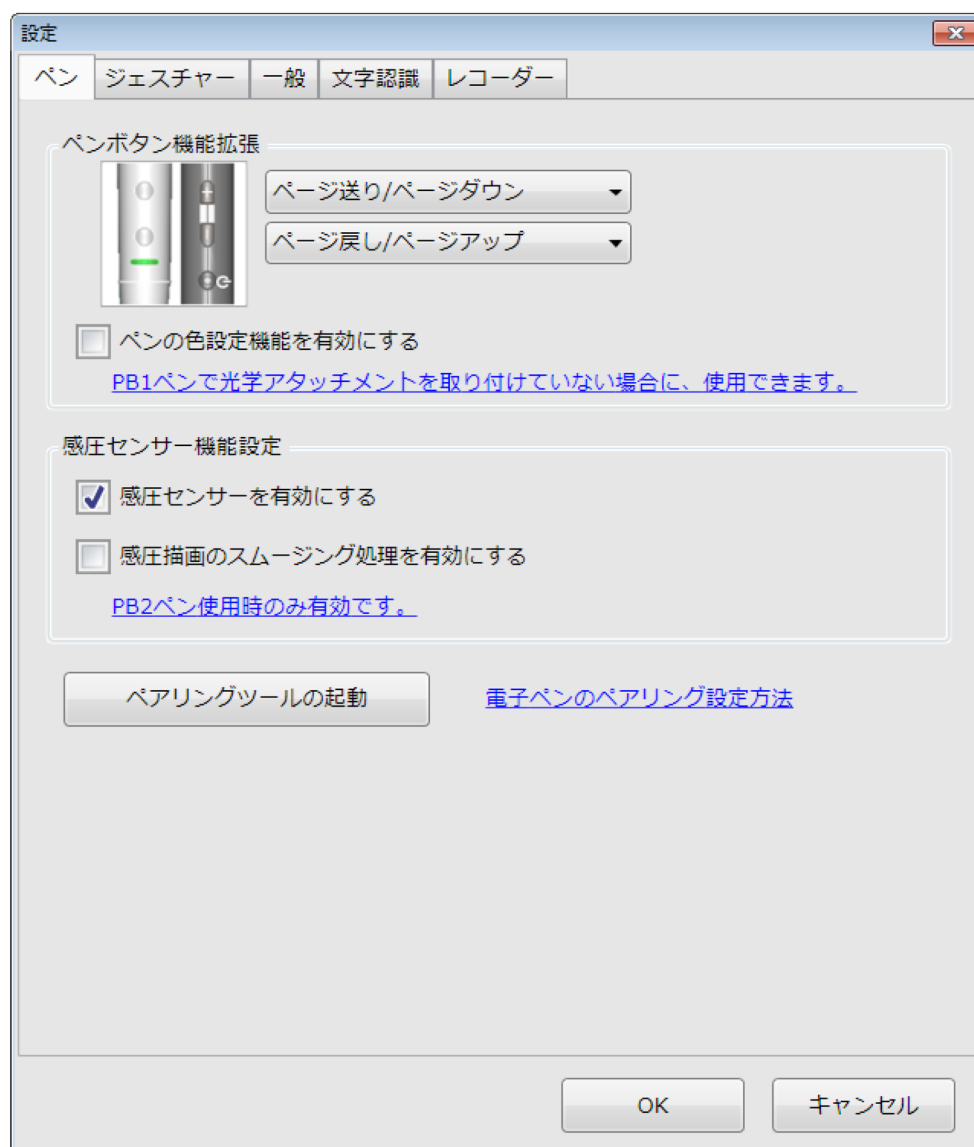 設定
ペン ジェスチャー 一般 文字認識 レコーダー
ペンボタン機能拡張
ページ送り/ページダウン
ページ戻し/ページアップ
ペンの色設定機能を有効にする
PB1ペンで光学アタッチメントを取り付けていない場合に、使用できます。
感圧センサー機能設定
感圧センサーを有効にする
感圧描画のスムージング処理を有効にする
PB2ペン使用時のみ有効です。
ペアリングツールの起動 電子ペンのペアリング設定方法
OK キャンセル